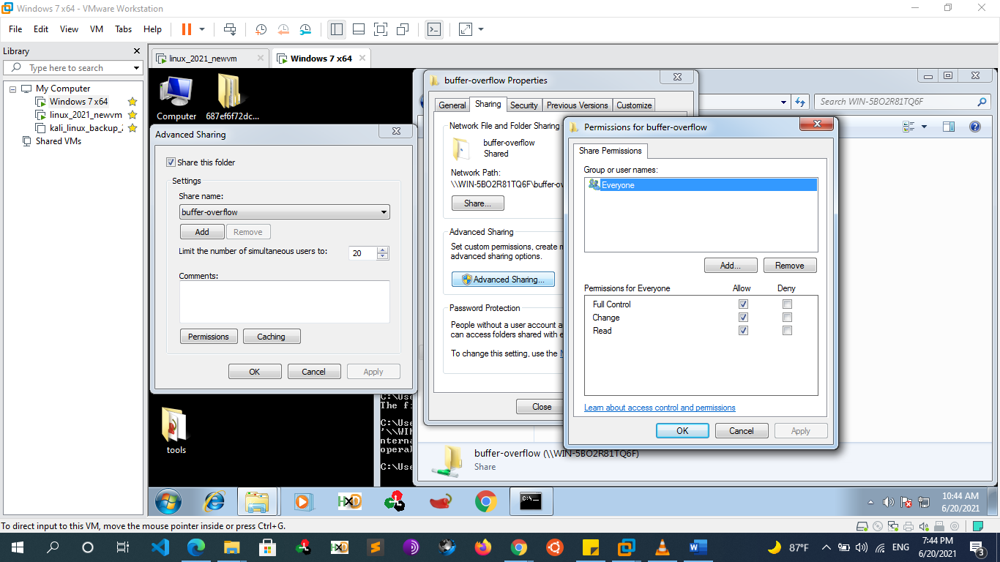 Windows 7 x64 - VMware Workstation
File Edit View VM Tabs Help
Library
Type here to search
My Computer
Windows 7 x64
linux_2021_newvm
kali_linux_backup_2
Shared VMs
linux_2021_newvm
Windows 7 x64
Computer
687ef6f72dc...
Advanced Sharing
Share this folder
Settings
Share name:
buffer-overflow
Add Remove
Limit the number of simultaneous users to: 20
Comments:
Permissions Caching
OK Cancel Apply
tools
buffer-overflow Properties
General Sharing Security Previous Versions Customize
Network File and Folder Sharing
buffer-overflow
Shared
Network Path:
\\WIN-5BO2R81TQ6F\buffer-ov
Share...
Advanced Sharing
Set custom permissions, create m
advanced sharing options.
Advanced Sharing...
Password Protection
People without a user account a
can access folders shared with e
To change this setting, use the N
Close
Search WIN-5BO2R81TQ6F
Permissions for buffer-overflow
Share Permissions
Group or user names:
Everyone
Add... Remove
Permissions for Everyone Allow Deny
Full Control
Change
Read
Learn about access control and permissions
OK Cancel Apply
C:\Use
The f
C:\Use
'\\WIN
nterna
operal
C:\Use
buffer-overflow (\\WIN-5BO2R81TQ6F)
Share
HXD
C:\_
10:44 AM
6/20/2021
To direct input to this VM, move the mouse pointer inside or press Ctrl+G.
HXD
87°F
ENG
7:44 PM
6/20/2021
3